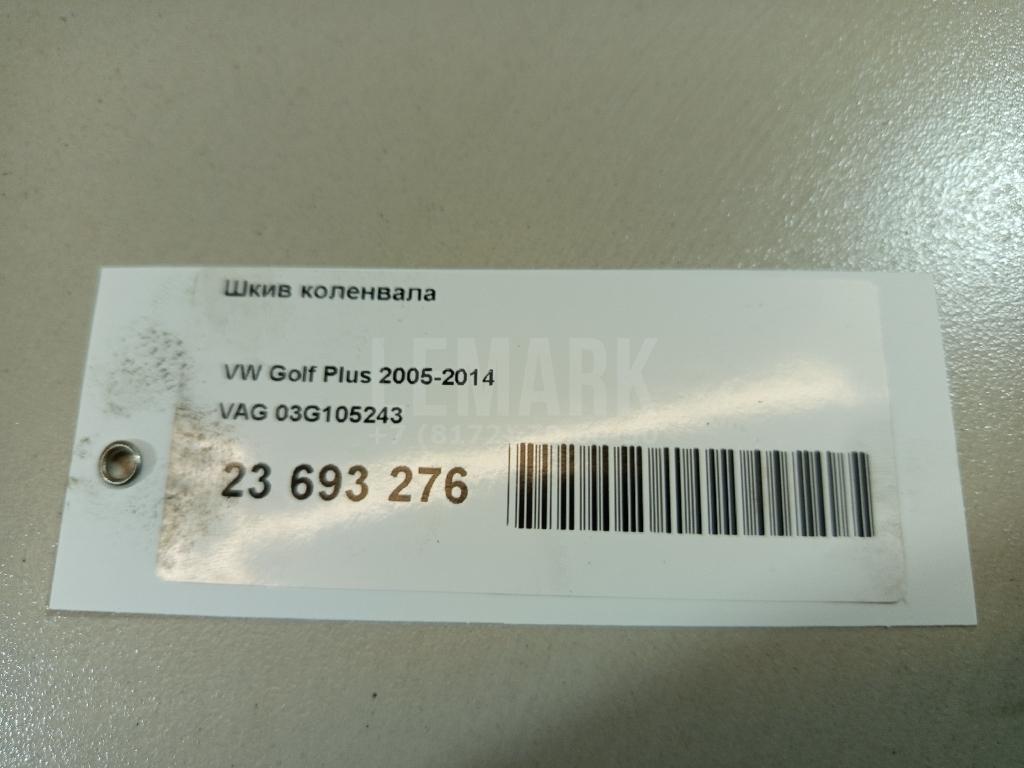 Шкив коленвала
LEMARK
VW Golf Plus 2005-2014
VAG 03G105243
23 693 276